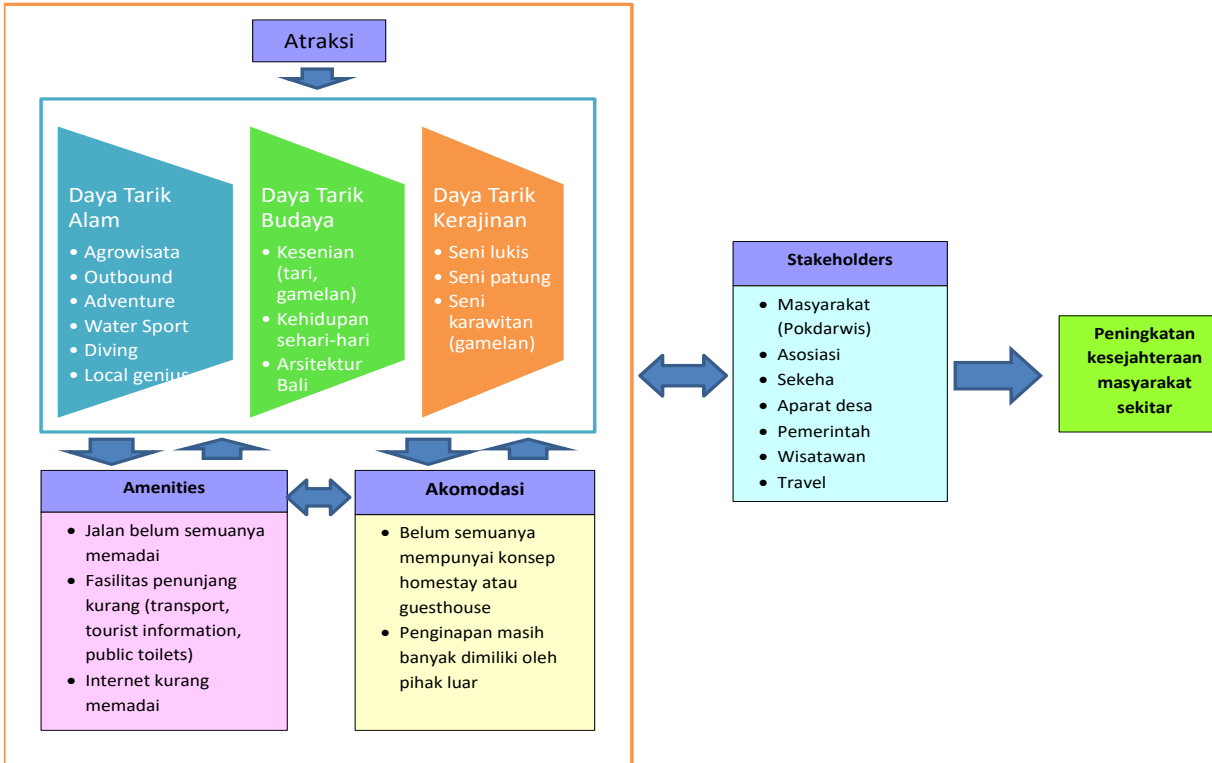 Atraksi
Daya Tarik
Alam
• Agrowisata
• Outbound
• Adventure
• Water Sport
• Diving
• Local genius
Daya Tarik
Budaya
• Kesenian
(tari,
gamelan)
• Kehidupan
sehari-hari
• Arsitektur
Bali
Daya Tarik
Kerajinan
• Seni lukis
• Seni patung
• Seni
karawitan
(gamelan)
Amenities
• Jalan belum semuanya
memadai
• Fasilitas penunjang
kurang (transport,
tourist information,
public toilets)
• Internet kurang
memadai
Akomodasi
• Belum semuanya
mempunyai konsep
homestay atau
guesthouse
• Penginapan masih
banyak dimiliki oleh
pihak luar
Stakeholders
• Masyarakat
(Pokdarwis)
• Asosiasi
• Sekeha
• Aparat desa
• Pemerintah
• Wisatawan
• Travel
Peningkatan
kesejahteraan
masyarakat
sekitar